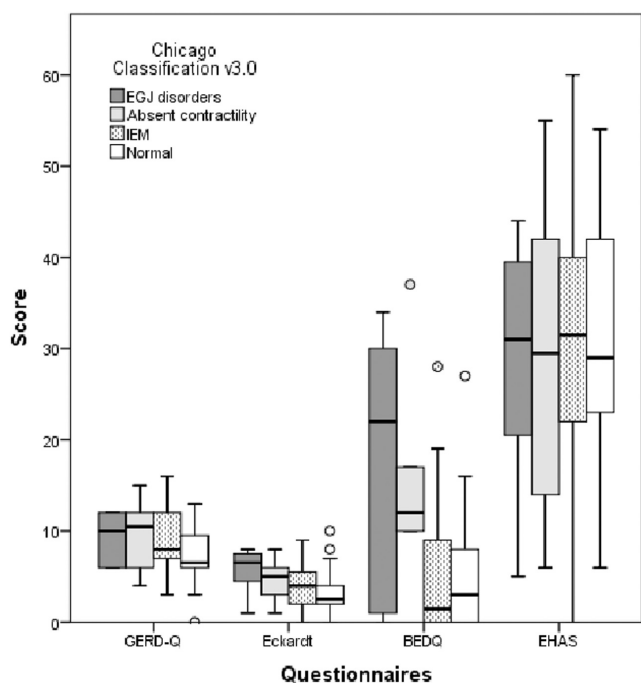 Chicago
Classification v3.0
EGJ disorders
Absent contractility
IEM
Normal
60
50
40
30
20
10
0
Score
GERD-Q Eckardt BEDQ EHAS
Questionnaires